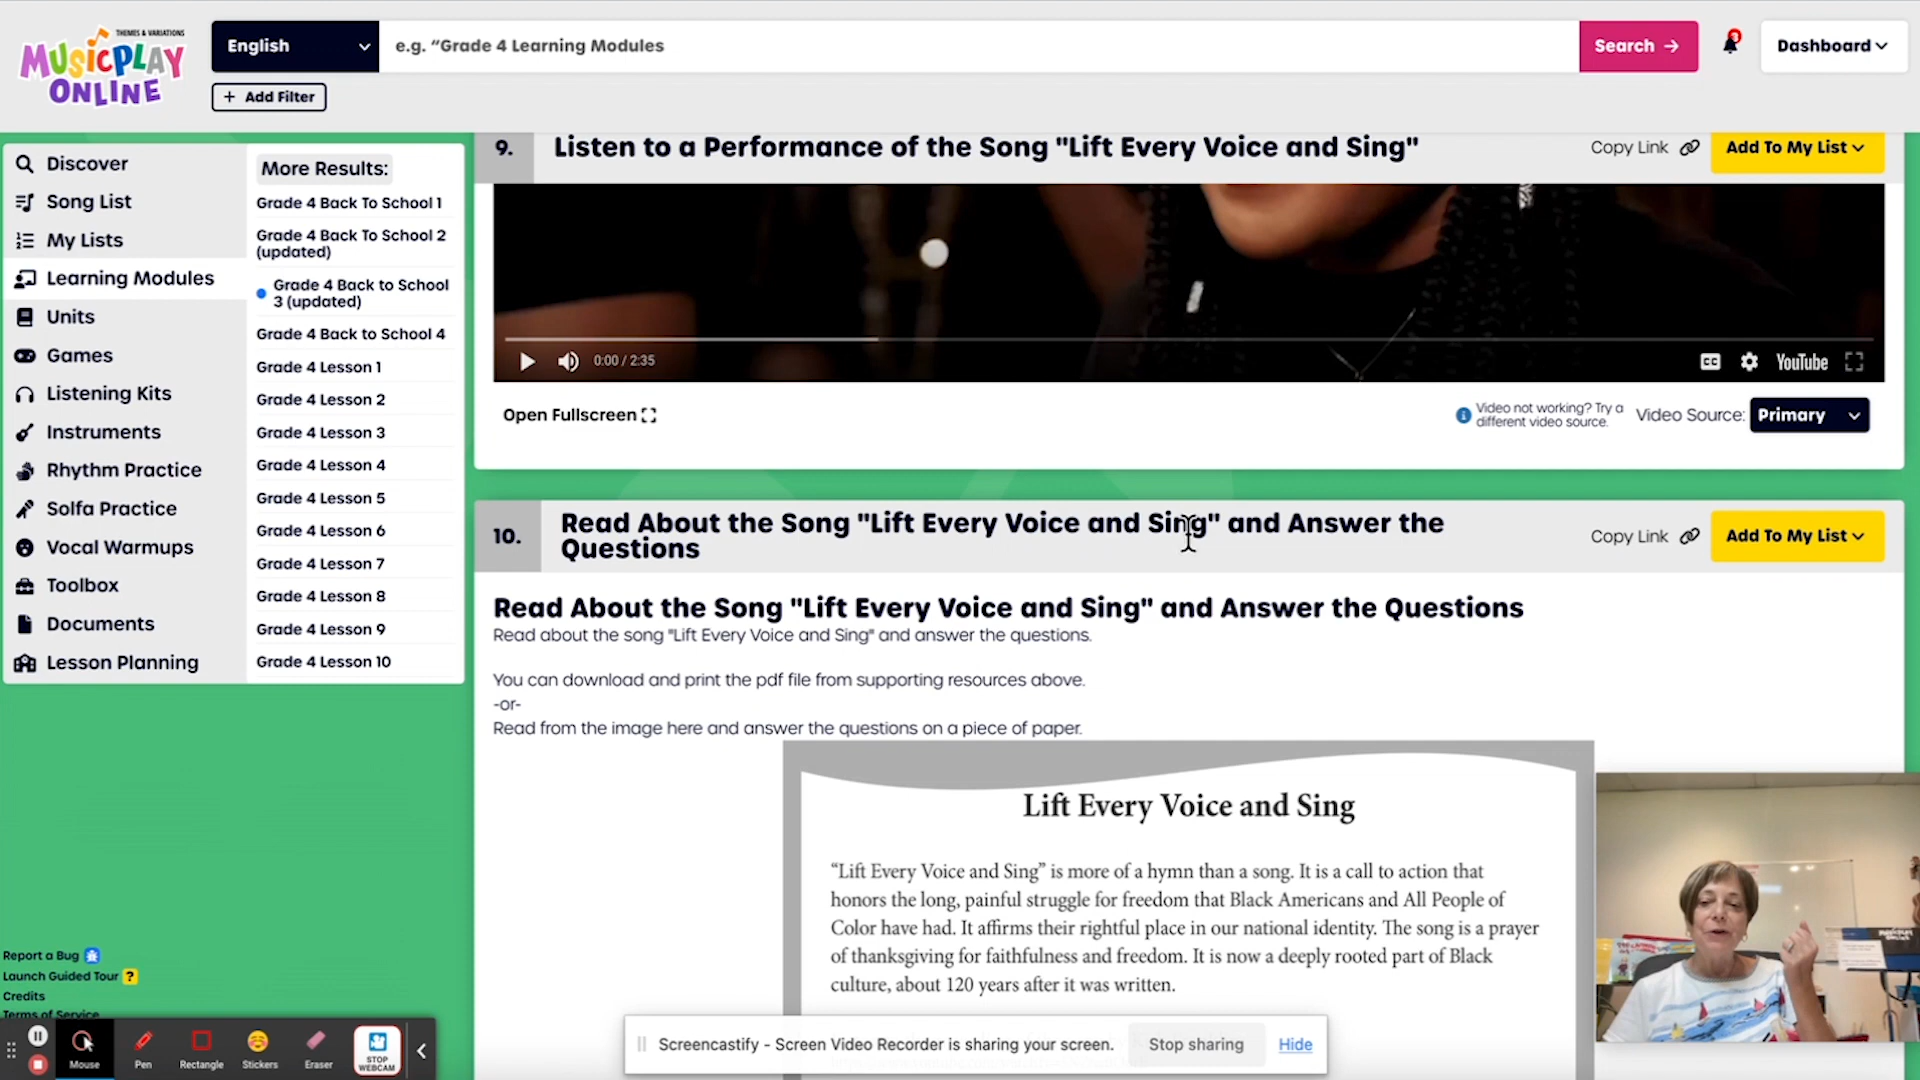 THEMES & VARIATIONS
MUSICPLAY
ONLINE
English
e.g. “Grade 4 Learning Modules
Search
Dashboard
+ Add Filter
Discover
Song List
My Lists
Learning Modules
Units
Games
Listening Kits
Instruments
Rhythm Practice
Solfa Practice
Vocal Warmups
Toolbox
Documents
Lesson Planning
More Results:
Grade 4 Back To School 1
Grade 4 Back To School 2
(updated)
Grade 4 Back to School
3 (updated)
Grade 4 Back to School 4
Grade 4 Lesson 1
Grade 4 Lesson 2
Grade 4 Lesson 3
Grade 4 Lesson 4
Grade 4 Lesson 5
Grade 4 Lesson 6
Grade 4 Lesson 7
Grade 4 Lesson 8
Grade 4 Lesson 9
Grade 4 Lesson 10
9. Listen to a Performance of the Song "Lift Every Voice and Sing"
Copy Link
Add To My List
0:00 / 2:35
CC
YouTube
Open Fullscreen
Video not working? Try a
different video source.
Video Source:
Primary
10. Read About the Song "Lift Every Voice and Sing" and Answer the
Questions
Copy Link
Add To My List
Read About the Song "Lift Every Voice and Sing" and Answer the Questions
Read about the song "Lift Every Voice and Sing" and answer the questions.
You can download and print the pdf file from supporting resources above.
-or-
Read from the image here and answer the questions on a piece of paper.
Lift Every Voice and Sing
“Lift Every Voice and Sing” is more of a hymn than a song. It is a call to action that
honors the long, painful struggle for freedom that Black Americans and All People of
Color have had. It affirms their rightful place in our national identity. The song is a prayer
of thanksgiving for faithfulness and freedom. It is now a deeply rooted part of Black
culture, about 120 years after it was written.
Report a Bug
Launch Guided Tour ?
Credits
Terms of Service
Mouse
Pen
Rectangle
Stickers
Eraser
STOP
WEBCAM
Screencastify - Screen Video Recorder is sharing your screen.
Stop sharing
Hide